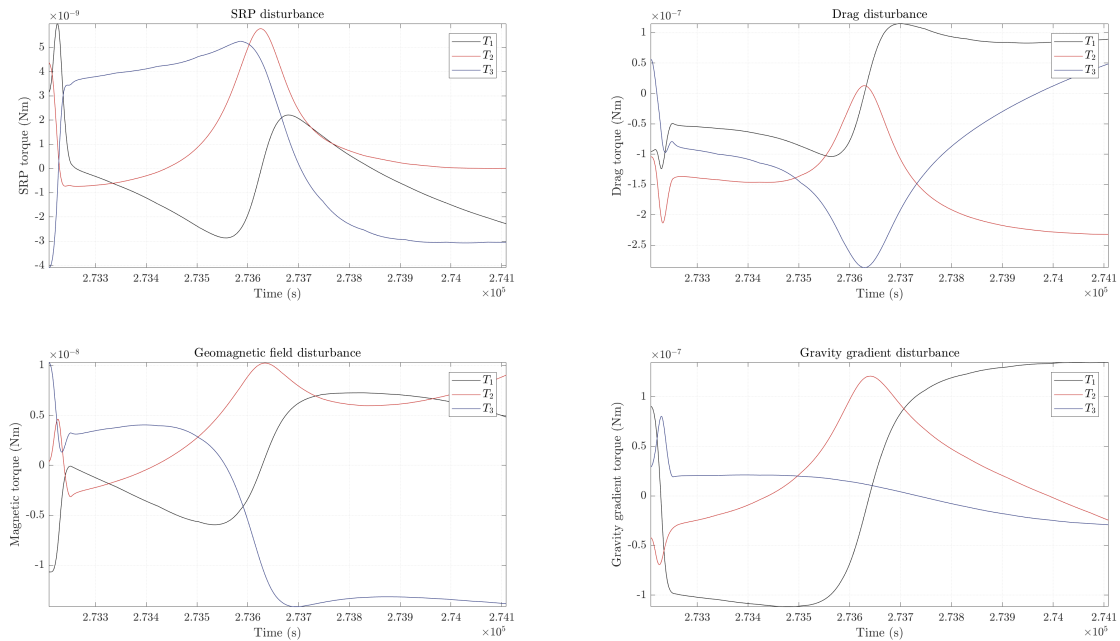 SRP disturbance
×10⁻⁹
SRP torque (Nm)
5
4
3
2
1
0
-1
-2
-3
-4
T₁
T₂
T₃
2.733 2.734 2.735 2.736 2.737 2.738 2.739 2.74 2.741
Time (s)
×10⁵
Drag disturbance
×10⁻⁷
Drag torque (Nm)
1
0.5
0
-0.5
-1
-1.5
-2
-2.5
T₁
T₂
T₃
2.733 2.734 2.735 2.736 2.737 2.738 2.739 2.74 2.741
Time (s)
×10⁵
Geomagnetic field disturbance
×10⁻⁸
Magnetic torque (Nm)
1
0.5
0
-0.5
-1
T₁
T₂
T₃
2.733 2.734 2.735 2.736 2.737 2.738 2.739 2.74 2.741
Time (s)
×10⁵
Gravity gradient disturbance
×10⁻⁷
Gravity gradient torque (Nm)
1
0.5
0
-0.5
-1
T₁
T₂
T₃
2.733 2.734 2.735 2.736 2.737 2.738 2.739 2.74 2.741
Time (s)
×10⁵